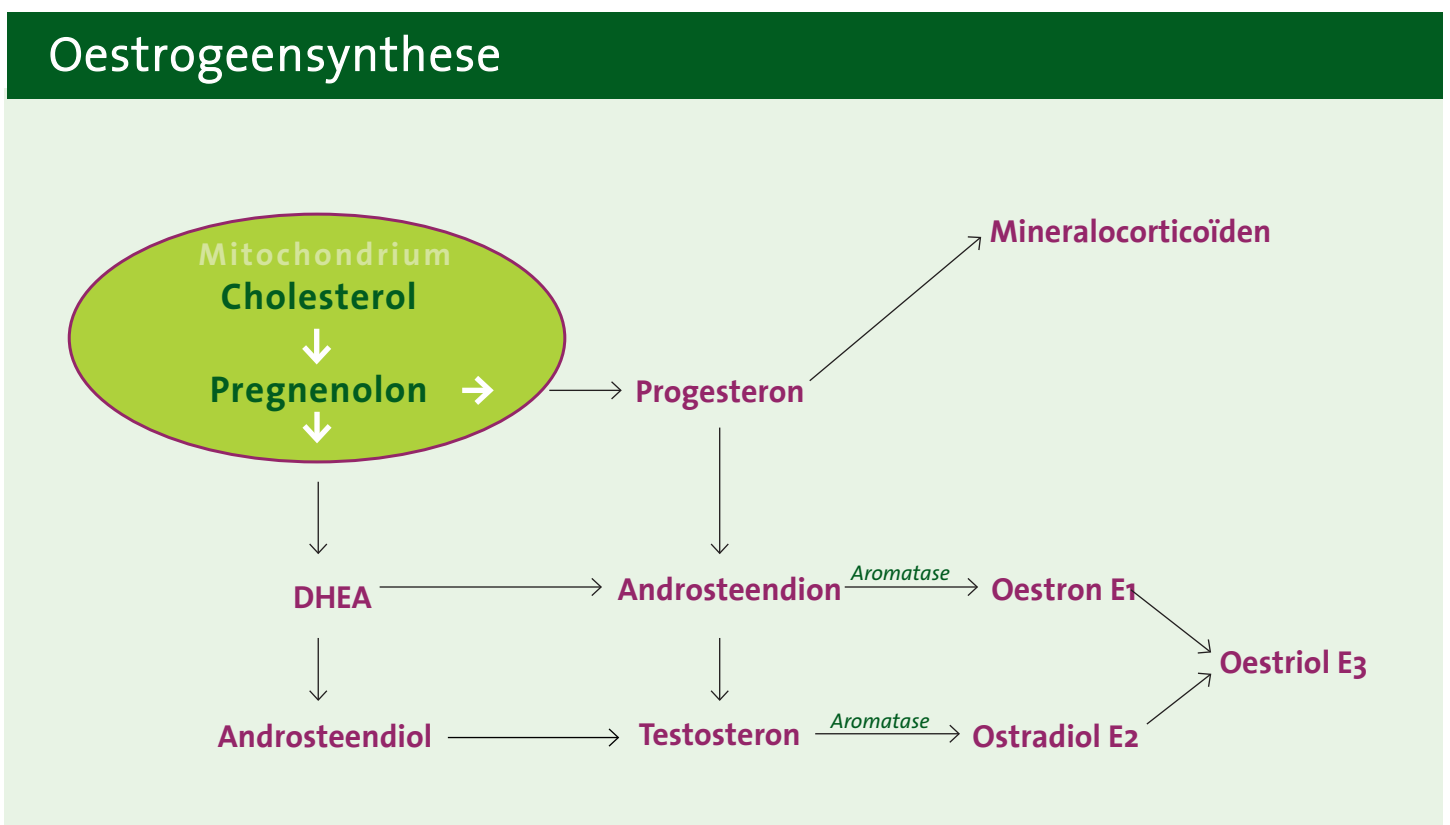 Oestrogeensynthese
Mineralocorticoïden
Mitochondrium
Cholesterol
Pregnenolon
Progesteron
DHEA
Androsteendion
Aromatase
Oestron E1
Oestriol E3
Androsteendiol
Testosteron
Aromatase
Ostradiol E2